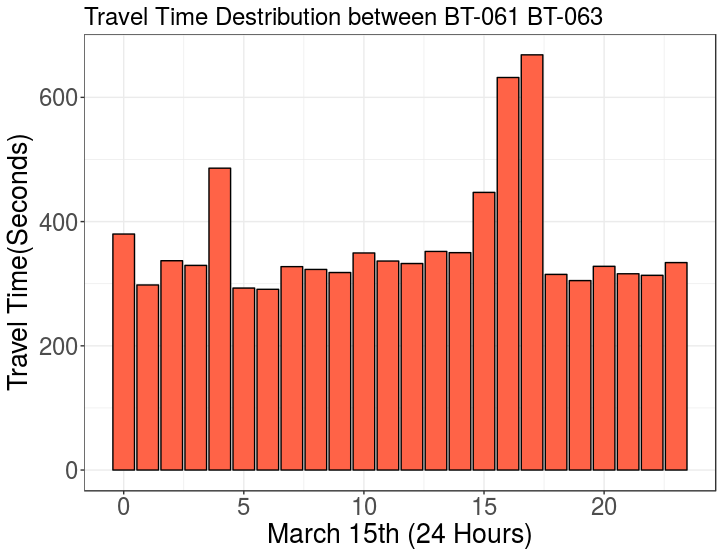 Travel Time Destribution between BT-061 BT-063
Travel Time(Seconds)
600
400
200
0
0 5 10 15 20
March 15th (24 Hours)